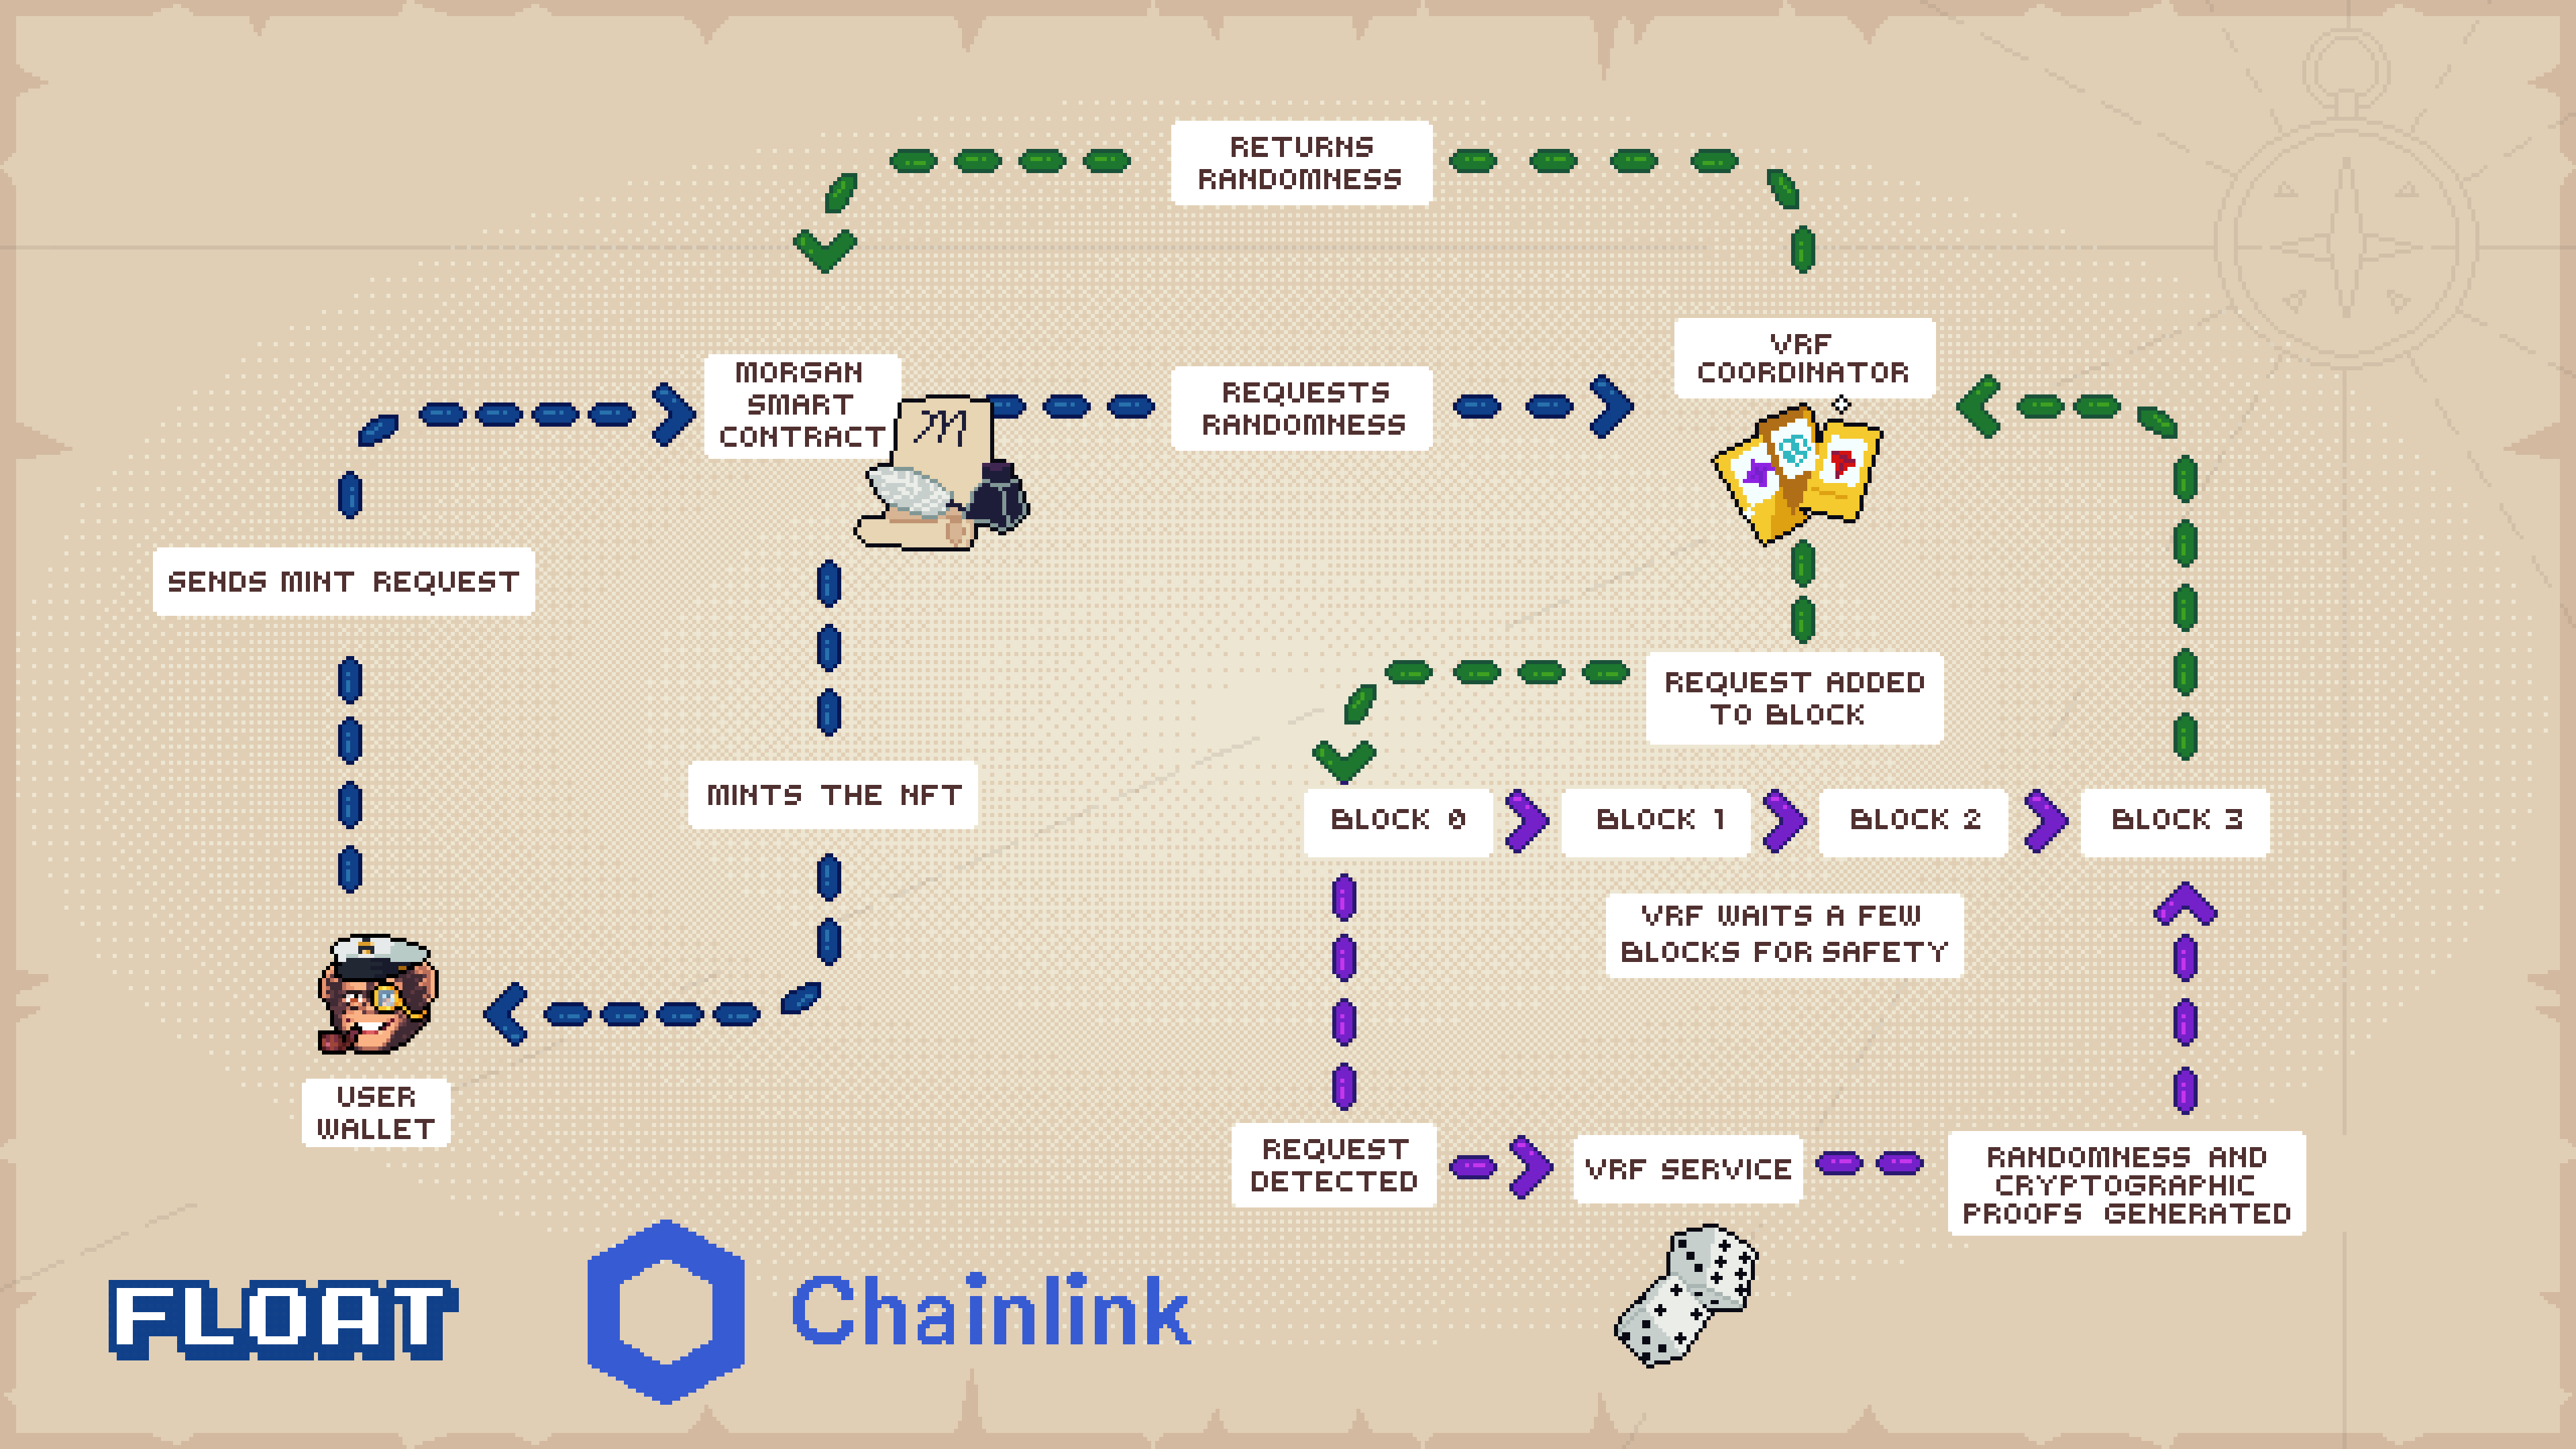 RETURNS
RANDOMNESS
VRF
COORDINATOR
MORGAN
SMART
CONTRACT
M
REQUESTS
RANDOMNESS
SENDS MINT REQUEST
REQUEST ADDED
TO BLOCK
MINTS THE NFT
BLOCK 0
BLOCK 1
BLOCK 2
BLOCK 3
VRF WAITS A FEW
BLOCKS FOR SAFETY
USER
WALLET
REQUEST
DETECTED
VRF SERVICE
RANDOMNESS AND
CRYPTOGRAPHIC
PROOFS GENERATED
FLOAT
Chainlink